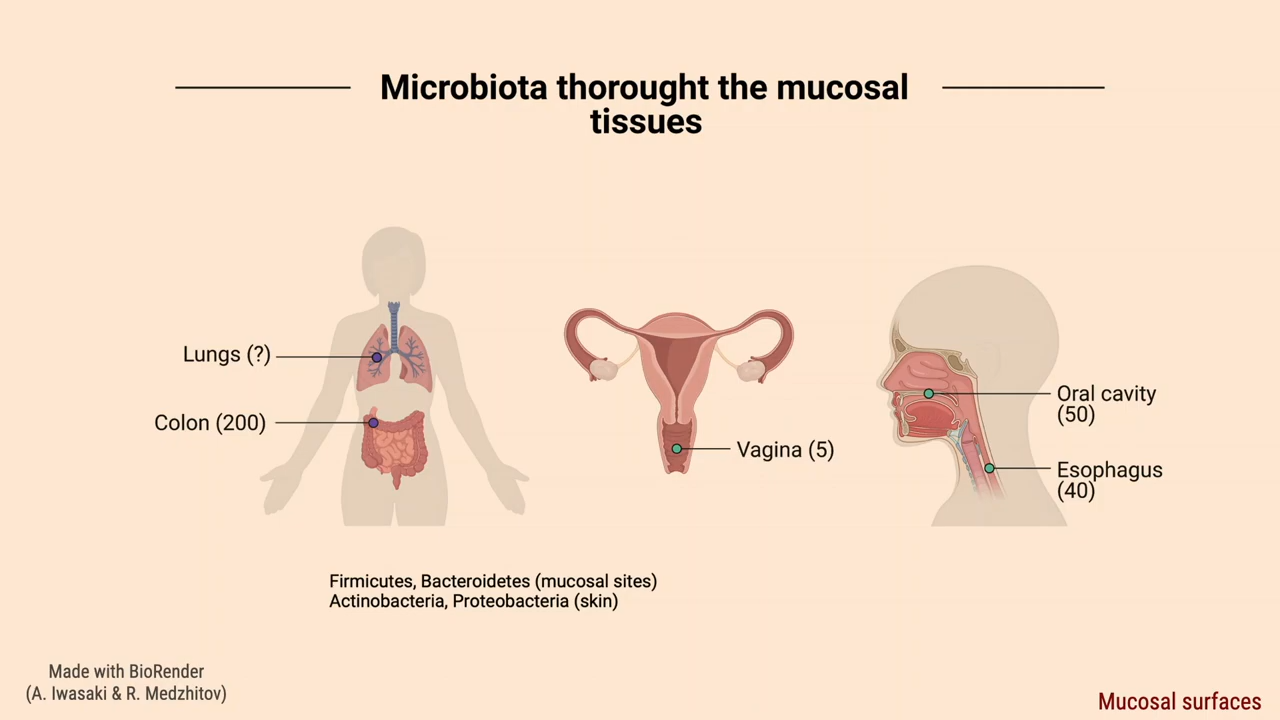 Microbiota thorought the mucosal
tissues
Lungs (?)
Colon (200)
Vagina (5)
Oral cavity
(50)
Esophagus
(40)
Firmicutes, Bacteroidetes (mucosal sites)
Actinobacteria, Proteobacteria (skin)
Made with BioRender
(A. Iwasaki & R. Medzhitov)
Mucosal surfaces